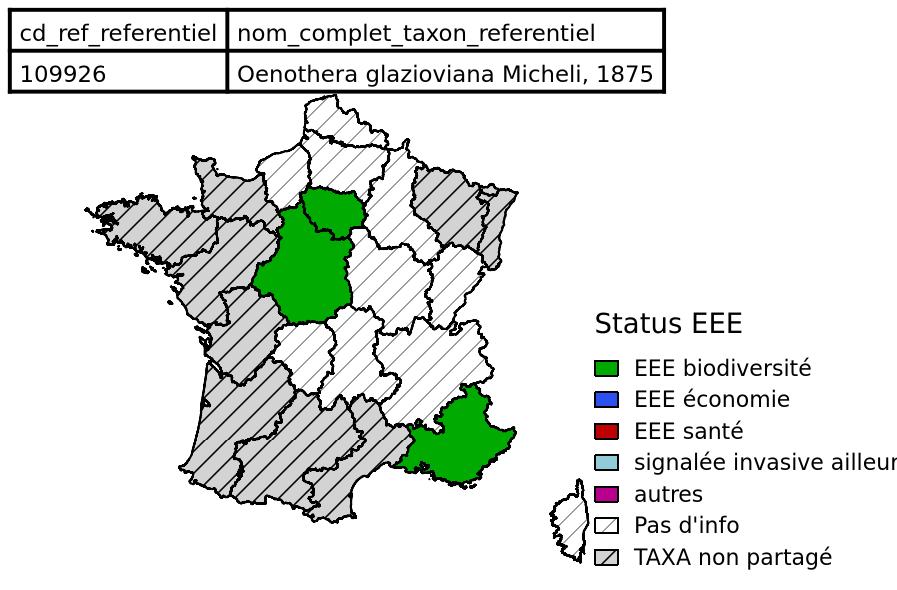 cd_ref_referentiel nom_complet_taxon_referentiel
109926 Oenothera glazioviana Micheli, 1875
Status EEE
EEE biodiversité
EEE économie
EEE santé
signalée invasive ailleur
autres
Pas d'info
TAXA non partagé